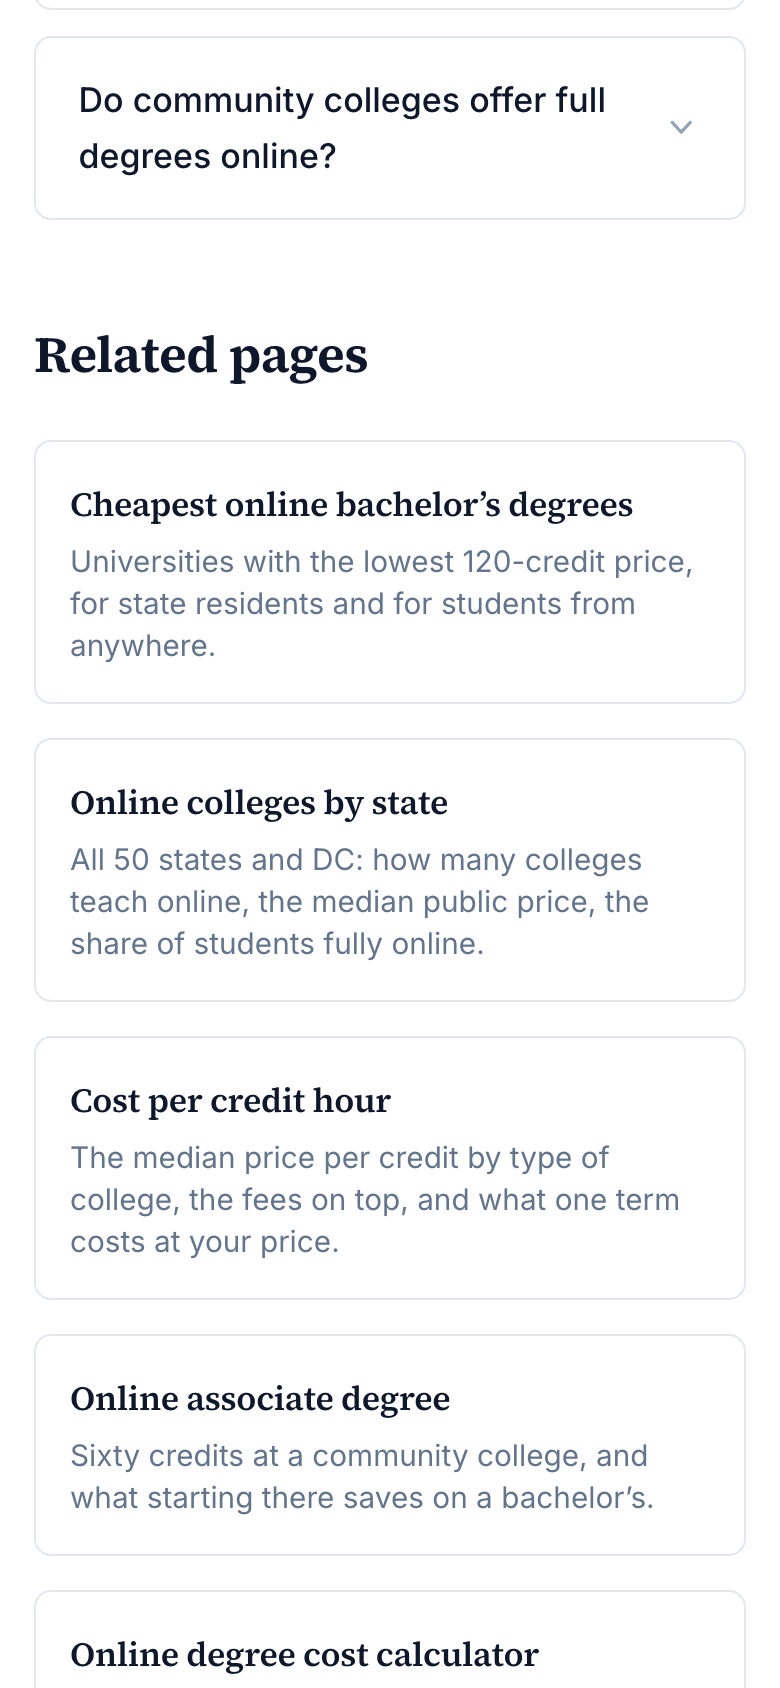 Do community colleges offer full
degrees online?
Related pages
Cheapest online bachelor’s degrees
Universities with the lowest 120-credit price,
for state residents and for students from
anywhere.
Online colleges by state
All 50 states and DC: how many colleges
teach online, the median public price, the
share of students fully online.
Cost per credit hour
The median price per credit by type of
college, the fees on top, and what one term
costs at your price.
Online associate degree
Sixty credits at a community college, and
what starting there saves on a bachelor’s.
Online degree cost calculator